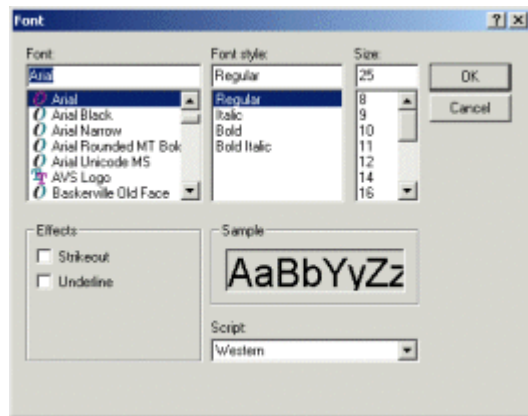 Font
Font: Font style: Size:
Arial Regular 25 OK
Arial Regular 8 Cancel
Arial Black Italic 9
Arial Narrow Bold 10
Arial Rounded MT Bol Bold Italic 11
Arial Unicode MS 12
AVS Logo 14
Baskerville Old Face 16
Effects Sample
Strikeout
Underline
AaBbYyZz
Script:
Western